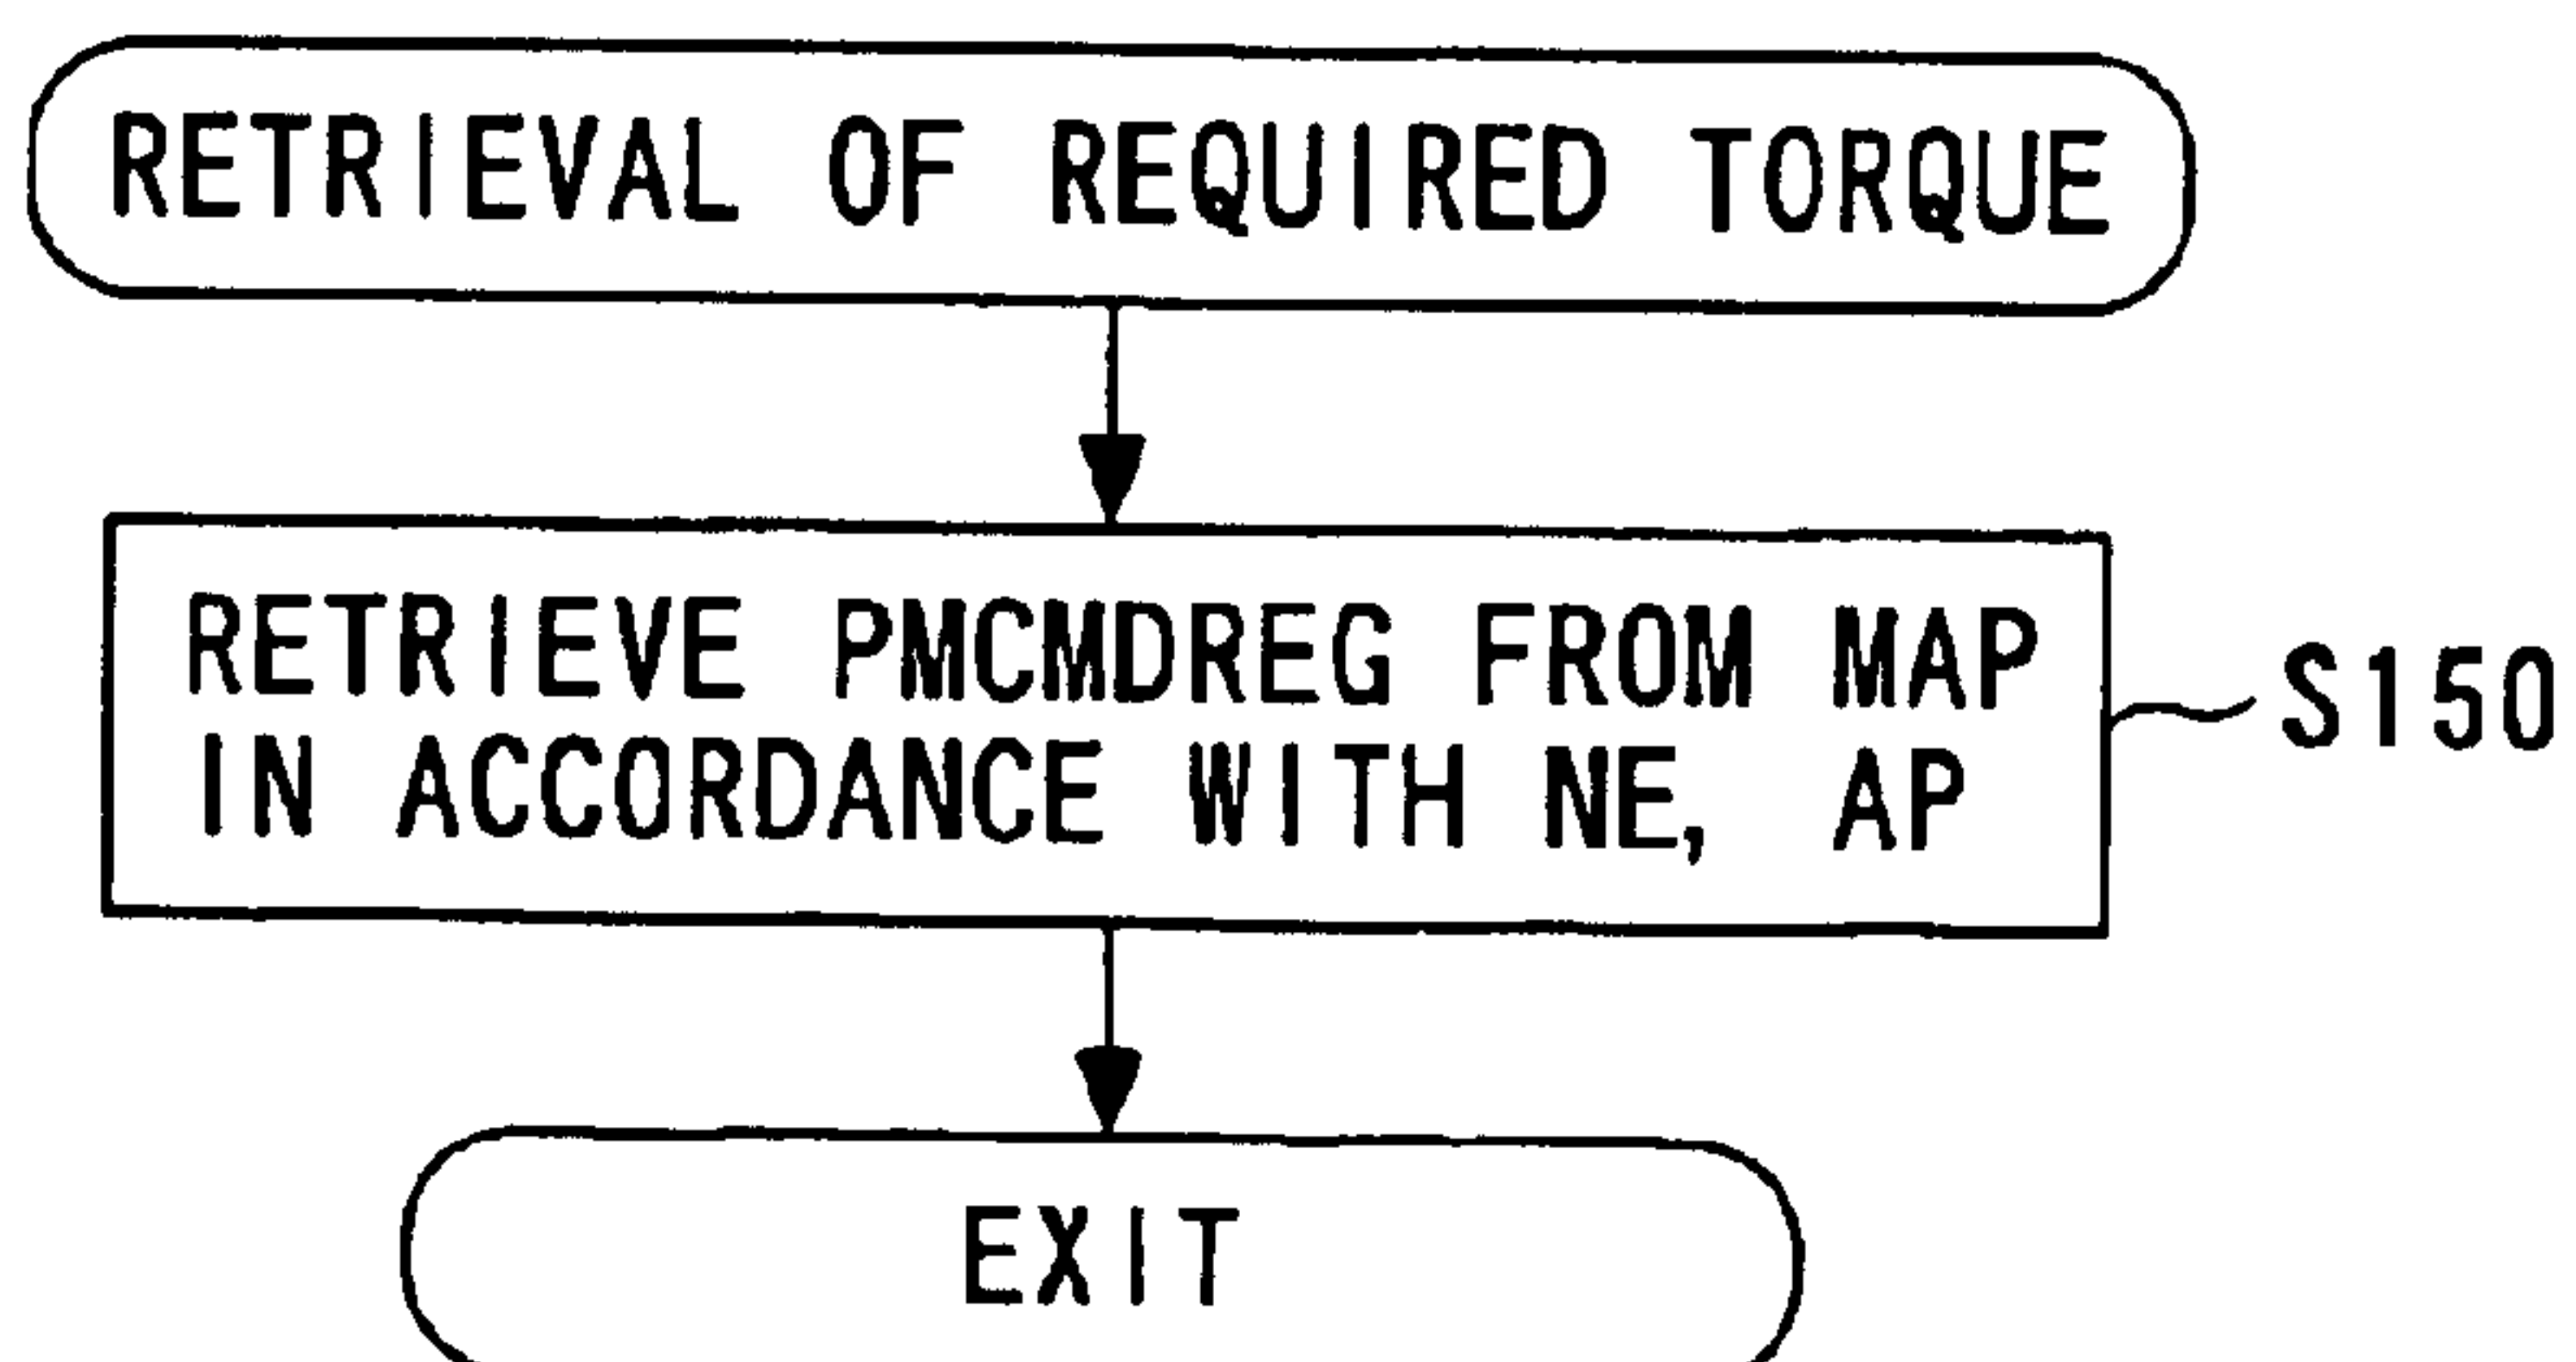 RETRIEVAL OF REQUIRED TORQUE
RETRIEVE PMCMDREG FROM MAP
IN ACCORDANCE WITH NE, AP
S150
EXIT